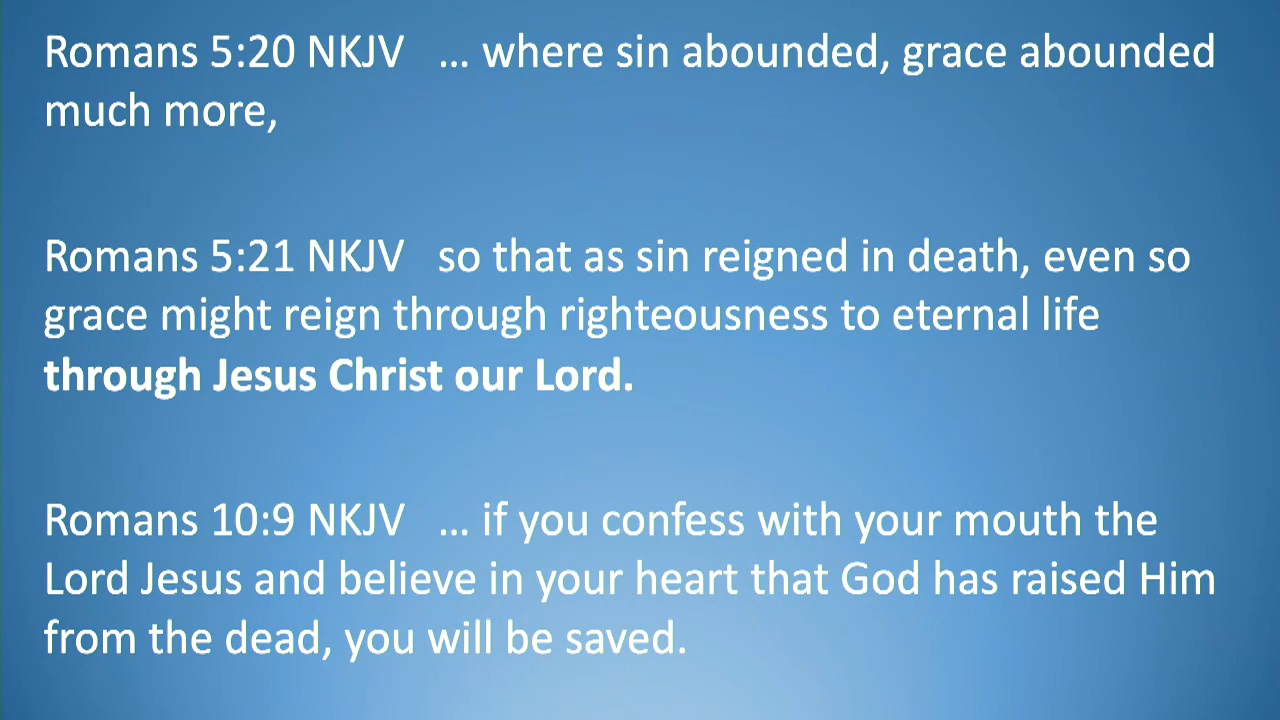 Romans 5:20 NKJV ... where sin abounded, grace abounded
much more,
Romans 5:21 NKJV so that as sin reigned in death, even so
grace might reign through righteousness to eternal life
through Jesus Christ our Lord.
Romans 10:9 NKJV ... if you confess with your mouth the
Lord Jesus and believe in your heart that God has raised Him
from the dead, you will be saved.